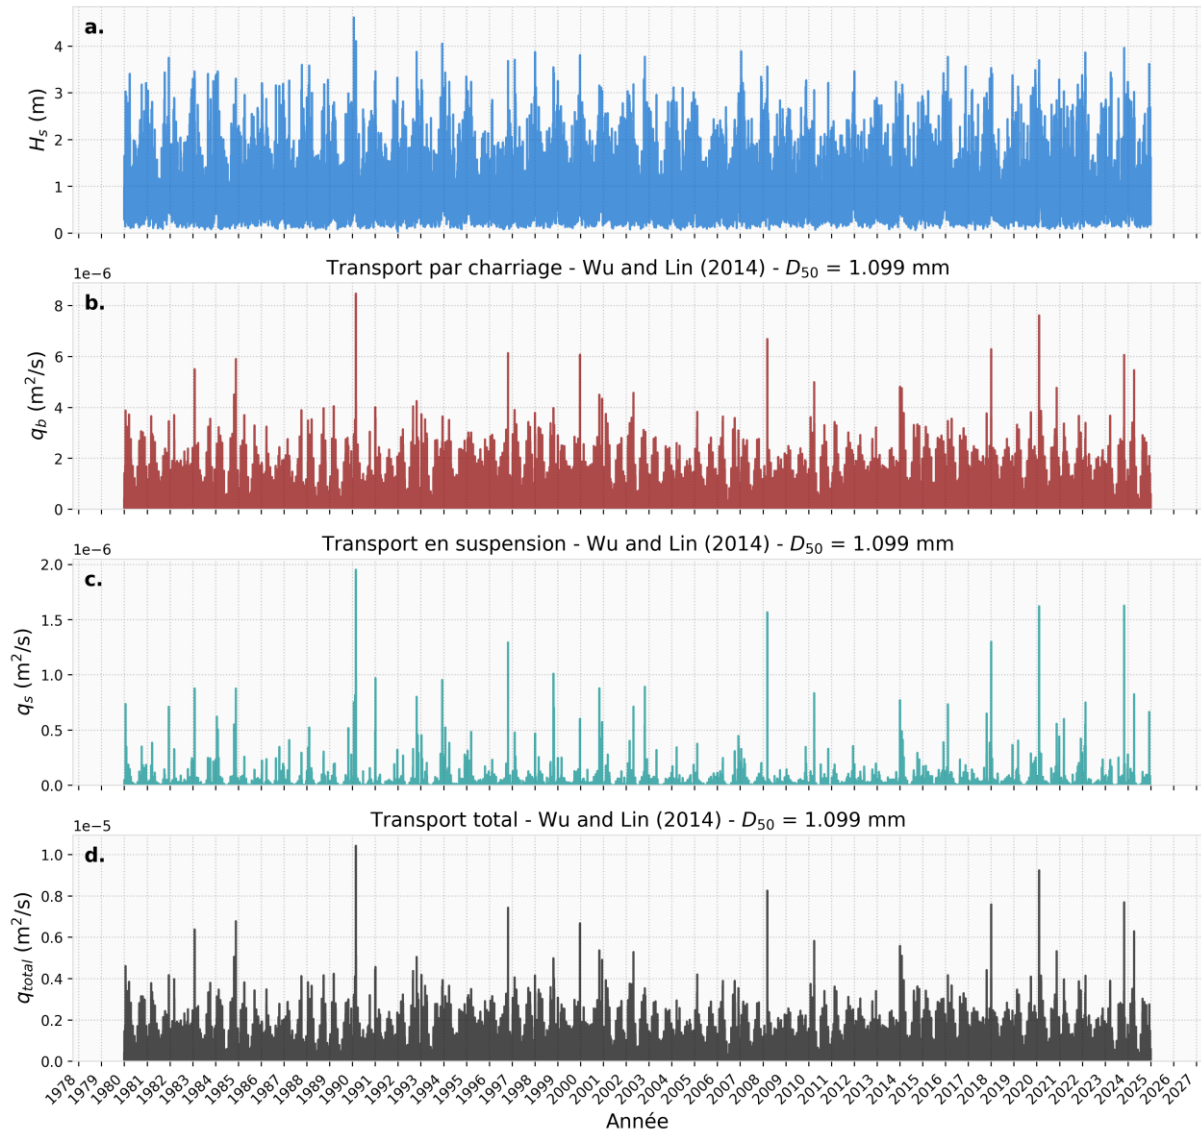 a.
4
3
2
1
0
H_s (m)
1e−6
Transport par charriage - Wu and Lin (2014) - D₅₀ = 1.099 mm
b.
8
6
4
2
0
q_b (m²/s)
1e−6
Transport en suspension - Wu and Lin (2014) - D₅₀ = 1.099 mm
c.
2.0
1.5
1.0
0.5
0.0
q_s (m²/s)
1e−5
Transport total - Wu and Lin (2014) - D₅₀ = 1.099 mm
d.
1.0
0.8
0.6
0.4
0.2
0.0
q_total (m²/s)
1978 1979 1980 1981 1982 1983 1984 1985 1986 1987 1988 1989 1990 1991 1992 1993 1994 1995 1996 1997 1998 1999 2000 2001 2002 2003 2004 2005 2006 2007 2008 2009 2010 2011 2012 2013 2014 2015 2016 2017 2018 2019 2020 2021 2022 2023 2024 2025 2026 2027
Année